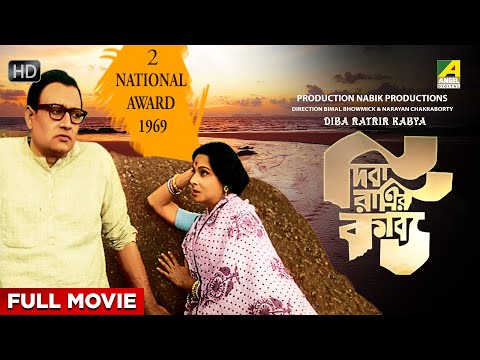 HD
2
NATIONAL
AWARD
1969
A
ANGEL
DIGITAL
PRODUCTION NABIK PRODUCTIONS
DIRECTION BIMAL BHOWMICK & NARAYAN CHAKRABORTY
DIBA RATRIR KABYA
দিবা
রাত্রির
কাব্য
FULL MOVIE